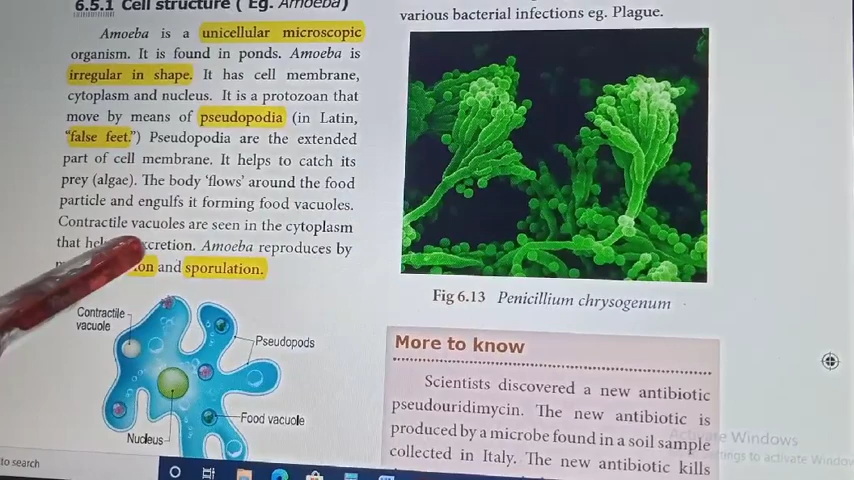 6.5.1 Cell structure ( Eg. Amoeba)
Amoeba is a unicellular microscopic
organism. It is found in ponds. Amoeba is
irregular in shape. It has cell membrane,
cytoplasm and nucleus. It is a protozoan that
move by means of pseudopodia (in Latin,
“false feet.”) Pseudopodia are the extended
part of cell membrane. It helps to catch its
prey (algae). The body ‘flows’ around the food
particle and engulfs it forming food vacuoles.
Contractile vacuoles are seen in the cytoplasm
that Amoeba reproduces by
and sporulation.
Contractile
vacuole
Pseudopods
Food vacuole
Nucleus
various bacterial infections eg. Plague.
Fig 6.13 Penicillium chrysogenum
More to know
Scientists discovered a new antibiotic
pseudouridimycin. The new antibiotic is
produced by a microbe found in a soil sample
collected in Italy. The new antibiotic kills
Activate Windows
to activate Windows
to search